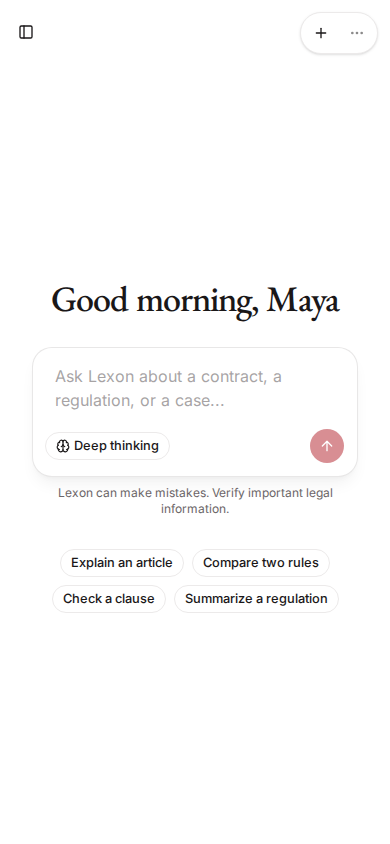 Good morning, Maya
Ask Lexon about a contract, a
regulation, or a case...
Deep thinking
Lexon can make mistakes. Verify important legal
information.
Explain an article
Compare two rules
Check a clause
Summarize a regulation